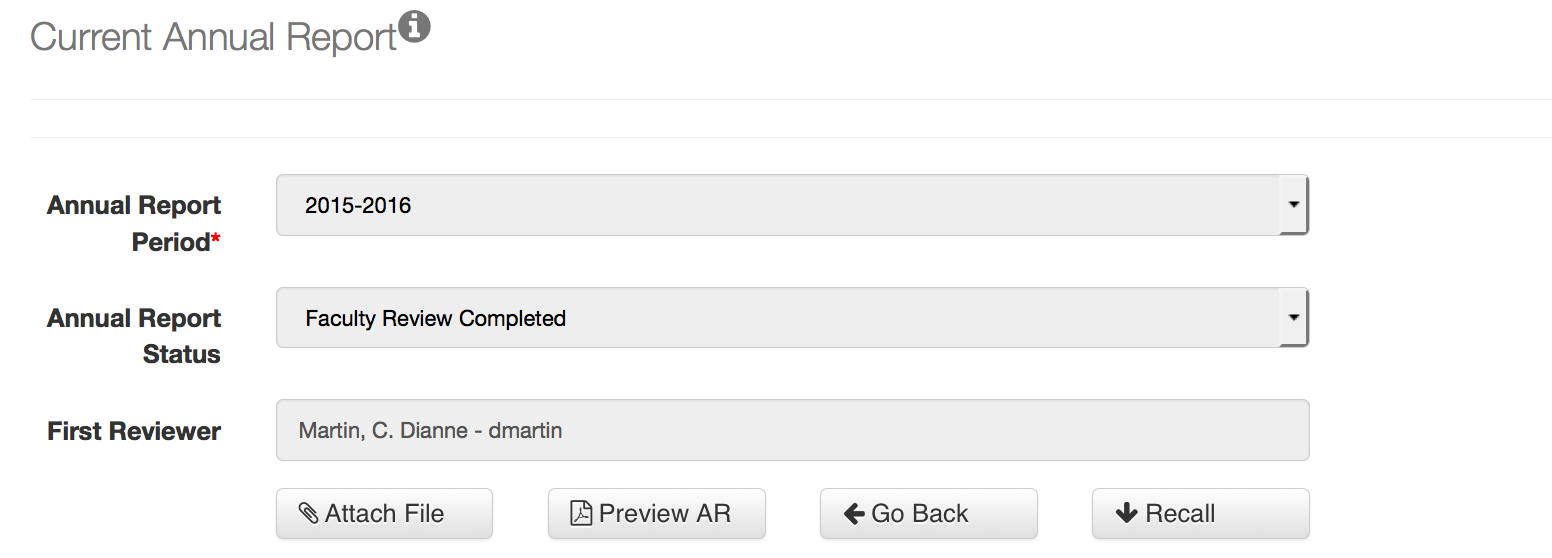 Current Annual Report
Annual Report
Period*
2015-2016
Annual Report
Status
Faculty Review Completed
First Reviewer
Martin, C. Dianne - dmartin
Attach File
Preview AR
Go Back
Recall